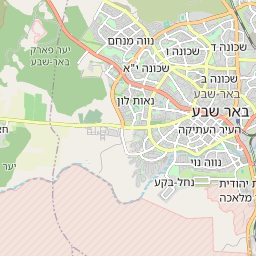 נווה מנחם
שכונה ד
שכונה ו
יער פארק
באר-שבע
שכונה י"א
שכונה ב
באר-שבע
נאות לון
באר שבע
העיר העתיקה
נווה נוי
יער
נחל-בקע
יהודית
מלאכה